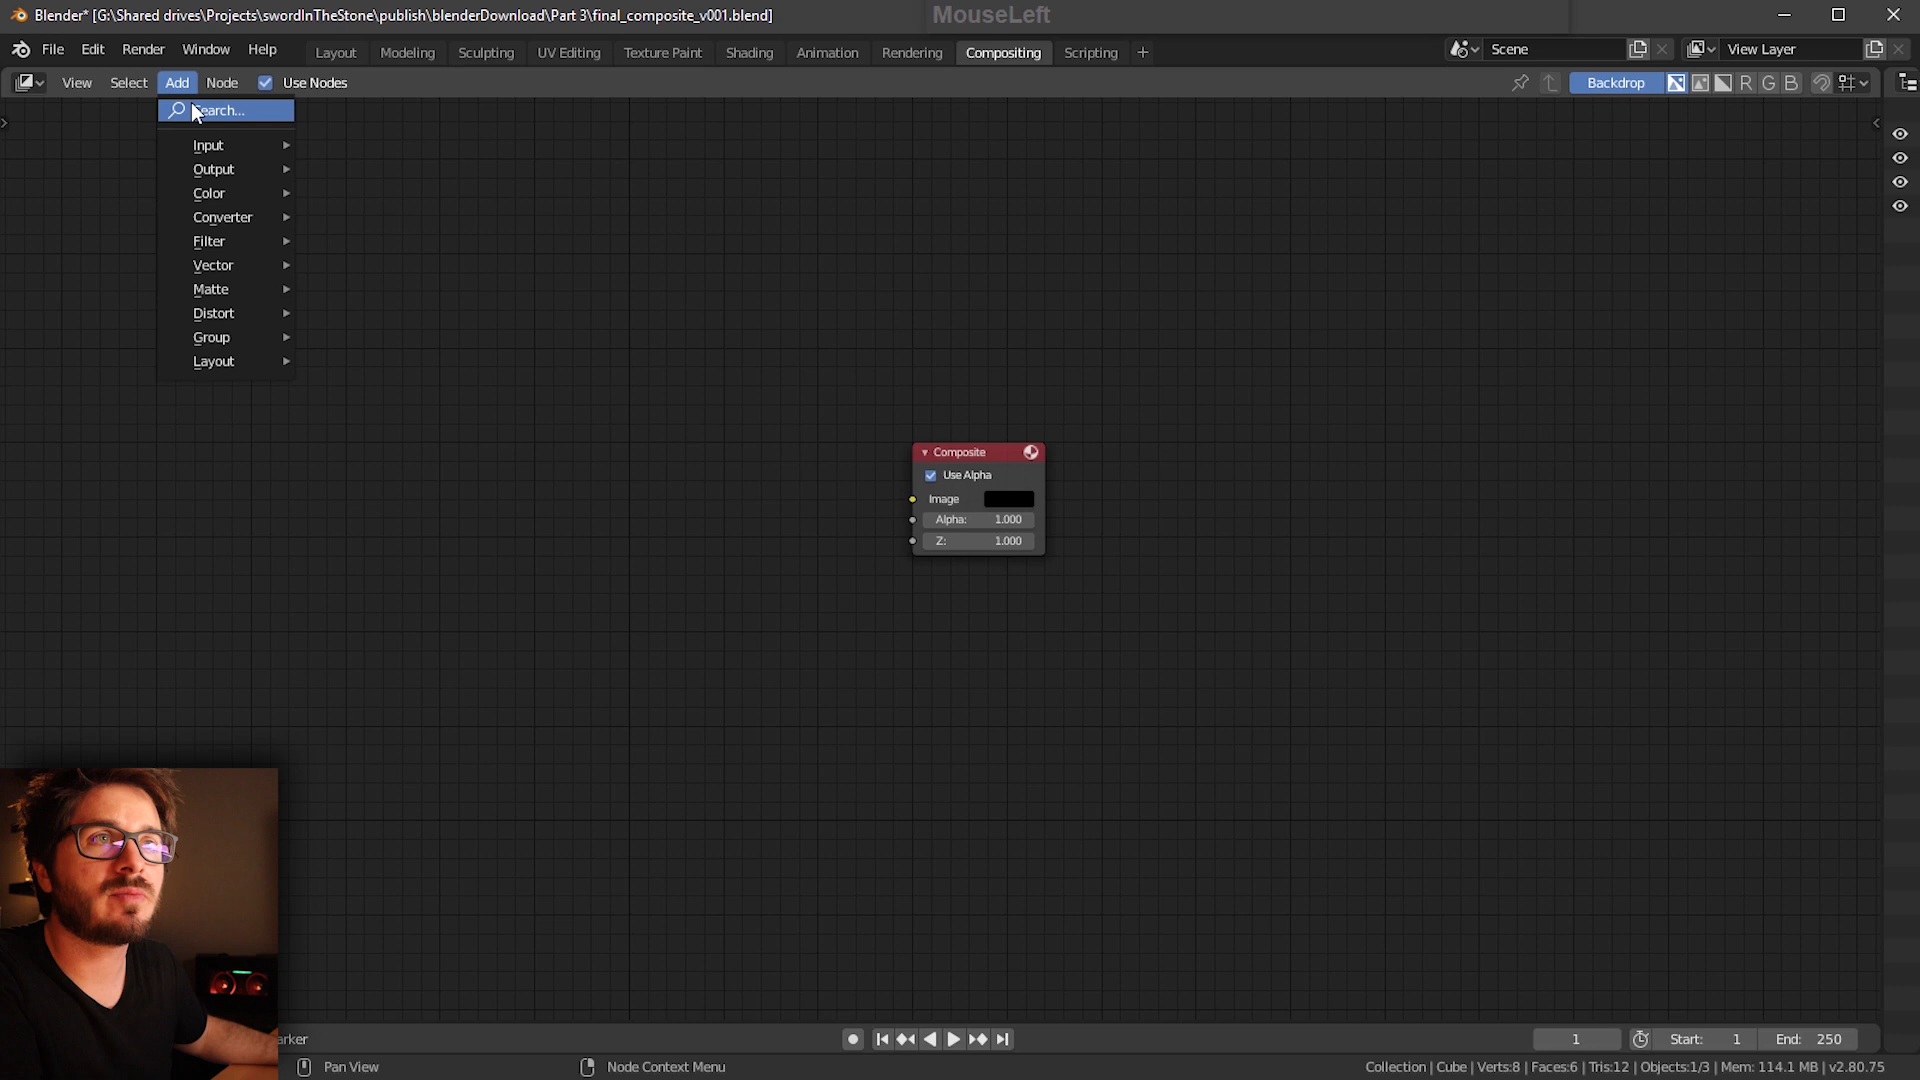 Blender* [G:\Shared drives\Projects\swordInTheStone\publish\blenderDownload\Part 3\final_composite_v001.blend]
MouseLeft
File Edit Render Window Help Layout Modeling Sculpting UV Editing Texture Paint Shading Animation Rendering Compositing Scripting + Scene View Layer
View Select Add Node Use Nodes Backdrop R G B
earch...
Input
Output
Color
Converter
Filter
Vector
Matte
Distort
Group
Layout
Composite
Use Alpha
Image
Alpha: 1.000
Z: 1.000
arker 1 Start: 1 End: 250
Pan View Node Context Menu Collection | Cube | Verts:8 | Faces:6 | Tris:12 | Objects:1/3 | Mem: 114.1 MB | v2.80.75